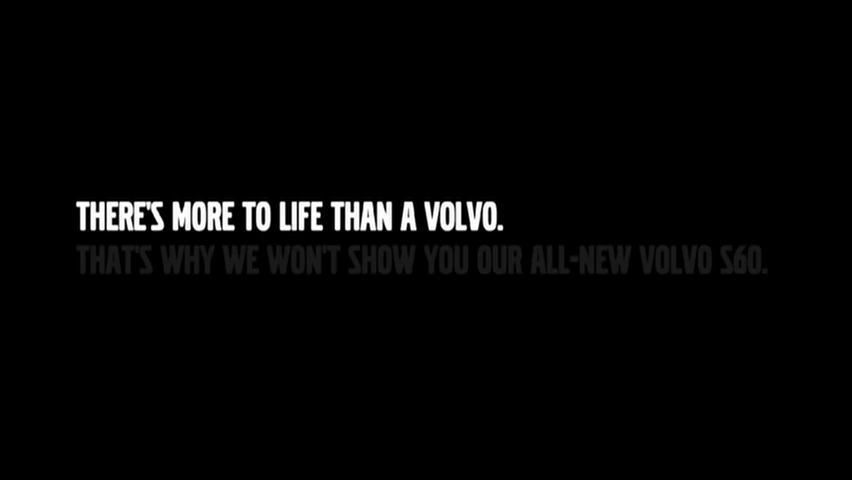 THERE'S MORE TO LIFE THAN A VOLVO.
THAT'S WHY WE WON'T SHOW YOU OUR ALL-NEW VOLVO S60.